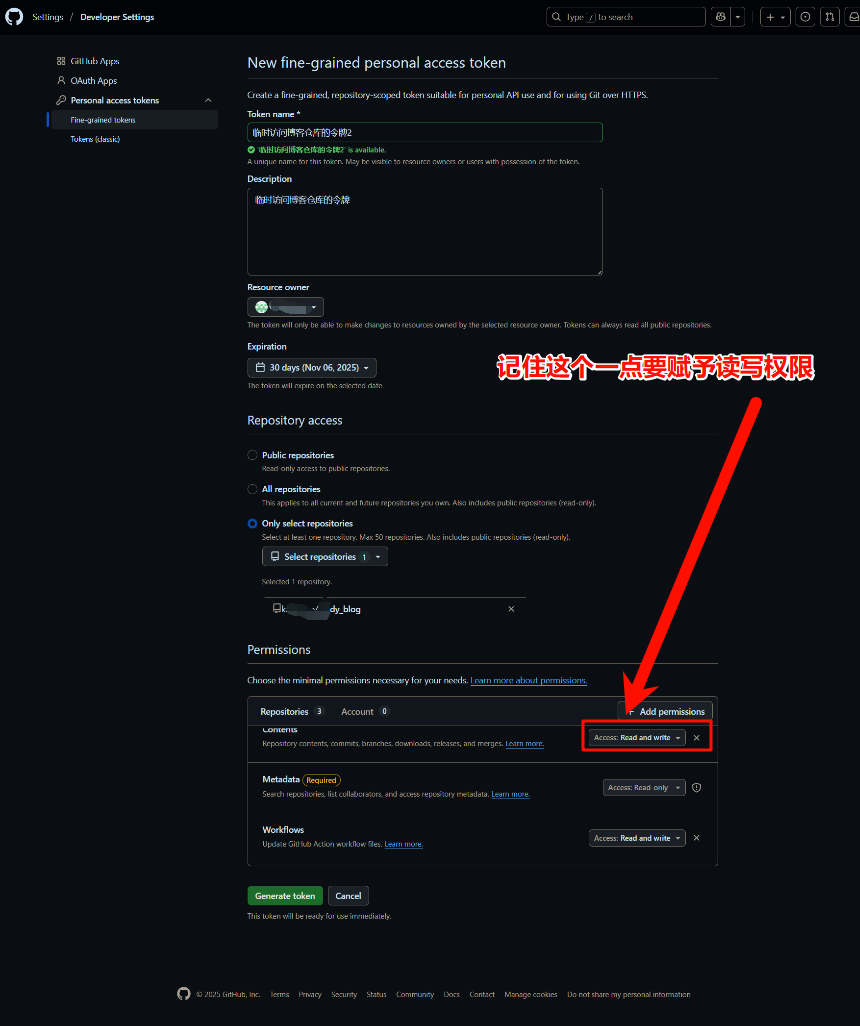 Settings / Developer Settings
Type / to search
GitHub Apps
OAuth Apps
Personal access tokens
Fine-grained tokens
Tokens (classic)
New fine-grained personal access token
Create a fine-grained, repository-scoped token suitable for personal API use and for using Git over HTTPS.
Token name *
临时访问博客仓库的令牌2
'临时访问博客仓库的令牌2' is available.
A unique name for this token. May be visible to resource owners or users with possession of the token.
Description
临时访问博客仓库的令牌
Resource owner
The token will only be able to make changes to resources owned by the selected resource owner. Tokens can always read all public repositories.
Expiration
30 days (Nov 06, 2025)
The token will expire on the selected date
记住这个一点要赋予读写权限
Repository access
Public repositories
Read-only access to public repositories.
All repositories
This applies to all current and future repositories you own. Also includes public repositories (read-only).
Only select repositories
Select at least one repository. Max 50 repositories. Also includes public repositories (read-only).
Select repositories 1
Selected 1 repository.
dy_blog
Permissions
Choose the minimal permissions necessary for your needs. Learn more about permissions.
Repositories 3 Account 0 Add permissions
Contents
Repository contents, commits, branches, downloads, releases, and merges. Learn more.
Access: Read and write
Metadata Required
Search repositories, list collaborators, and access repository metadata. Learn more.
Access: Read-only
Workflows
Update GitHub Action workflow files. Learn more.
Access: Read and write
Generate token Cancel
This token will be ready for use immediately.
© 2025 GitHub, Inc. Terms Privacy Security Status Community Docs Contact Manage cookies Do not share my personal information